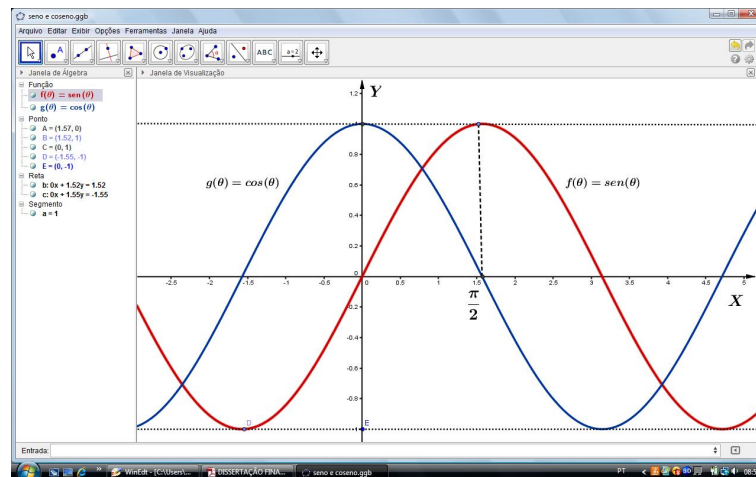 seno e coseno.ggb
Arquivo Editar Exibir Opções Ferramentas Janela Ajuda
A
ABC
a=2
Janela de Álgebra
Janela de Visualização
Função
f(θ) = sen(θ)
g(θ) = cos(θ)
Ponto
A = (1.57, 0)
B = (1.52, 1)
C = (0, 1)
D = (-1.55, -1)
E = (0, -1)
Reta
b: 0x + 1.52y = 1.52
c: 0x + 1.55y = -1.55
Segmento
a = 1
Y
1.2
0.8
0.6
0.4
0.2
0
-0.2
-0.4
-0.6
-0.8
g(θ) = cos(θ)
f(θ) = sen(θ)
-2.5 -2 -1.5 -1 -0.5 0 0.5 1 1.5 2 2.5 3 3.5 4 4.5 5
π
2
X
D
E
Entrada:
WinEdt - [C:\Users\...
DISSERTAÇÃO FINA...
seno e coseno.ggb
PT